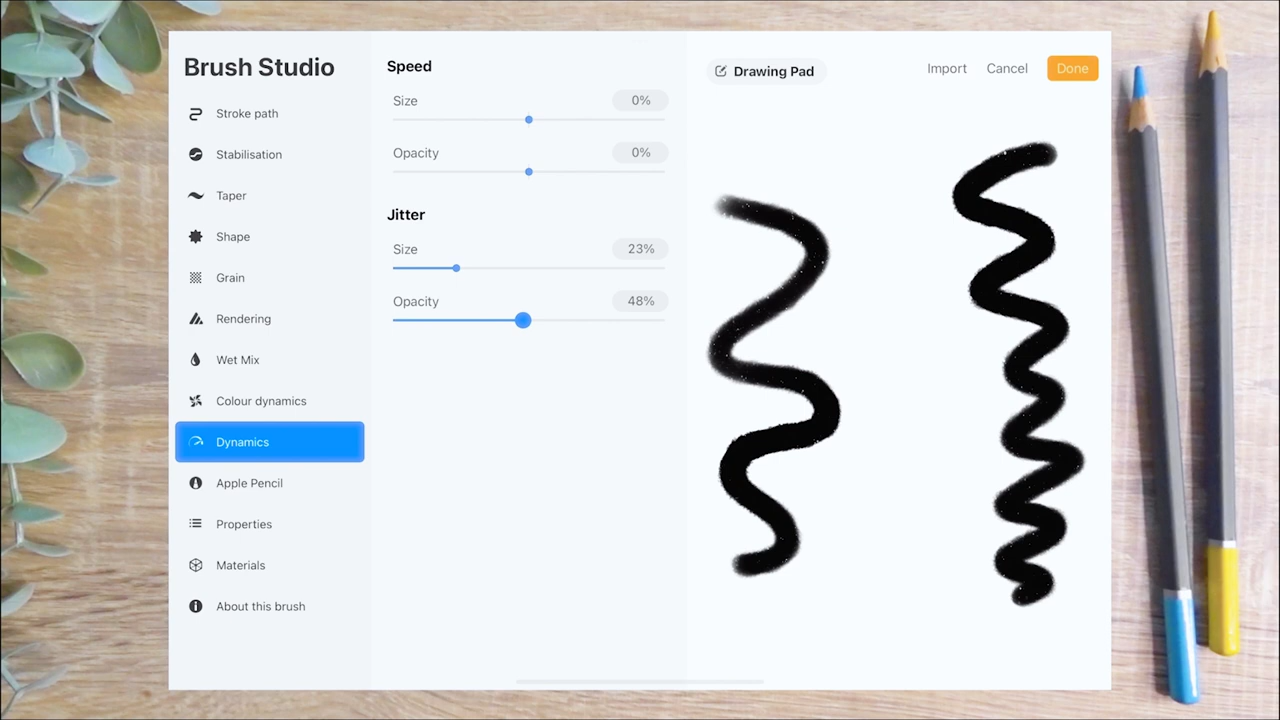 Brush Studio
Stroke path
Stabilisation
Taper
Shape
Grain
Rendering
Wet Mix
Colour dynamics
Dynamics
Apple Pencil
Properties
Materials
About this brush
Speed
Size 0%
Opacity 0%
Jitter
Size 23%
Opacity 48%
Drawing Pad
Import Cancel Done